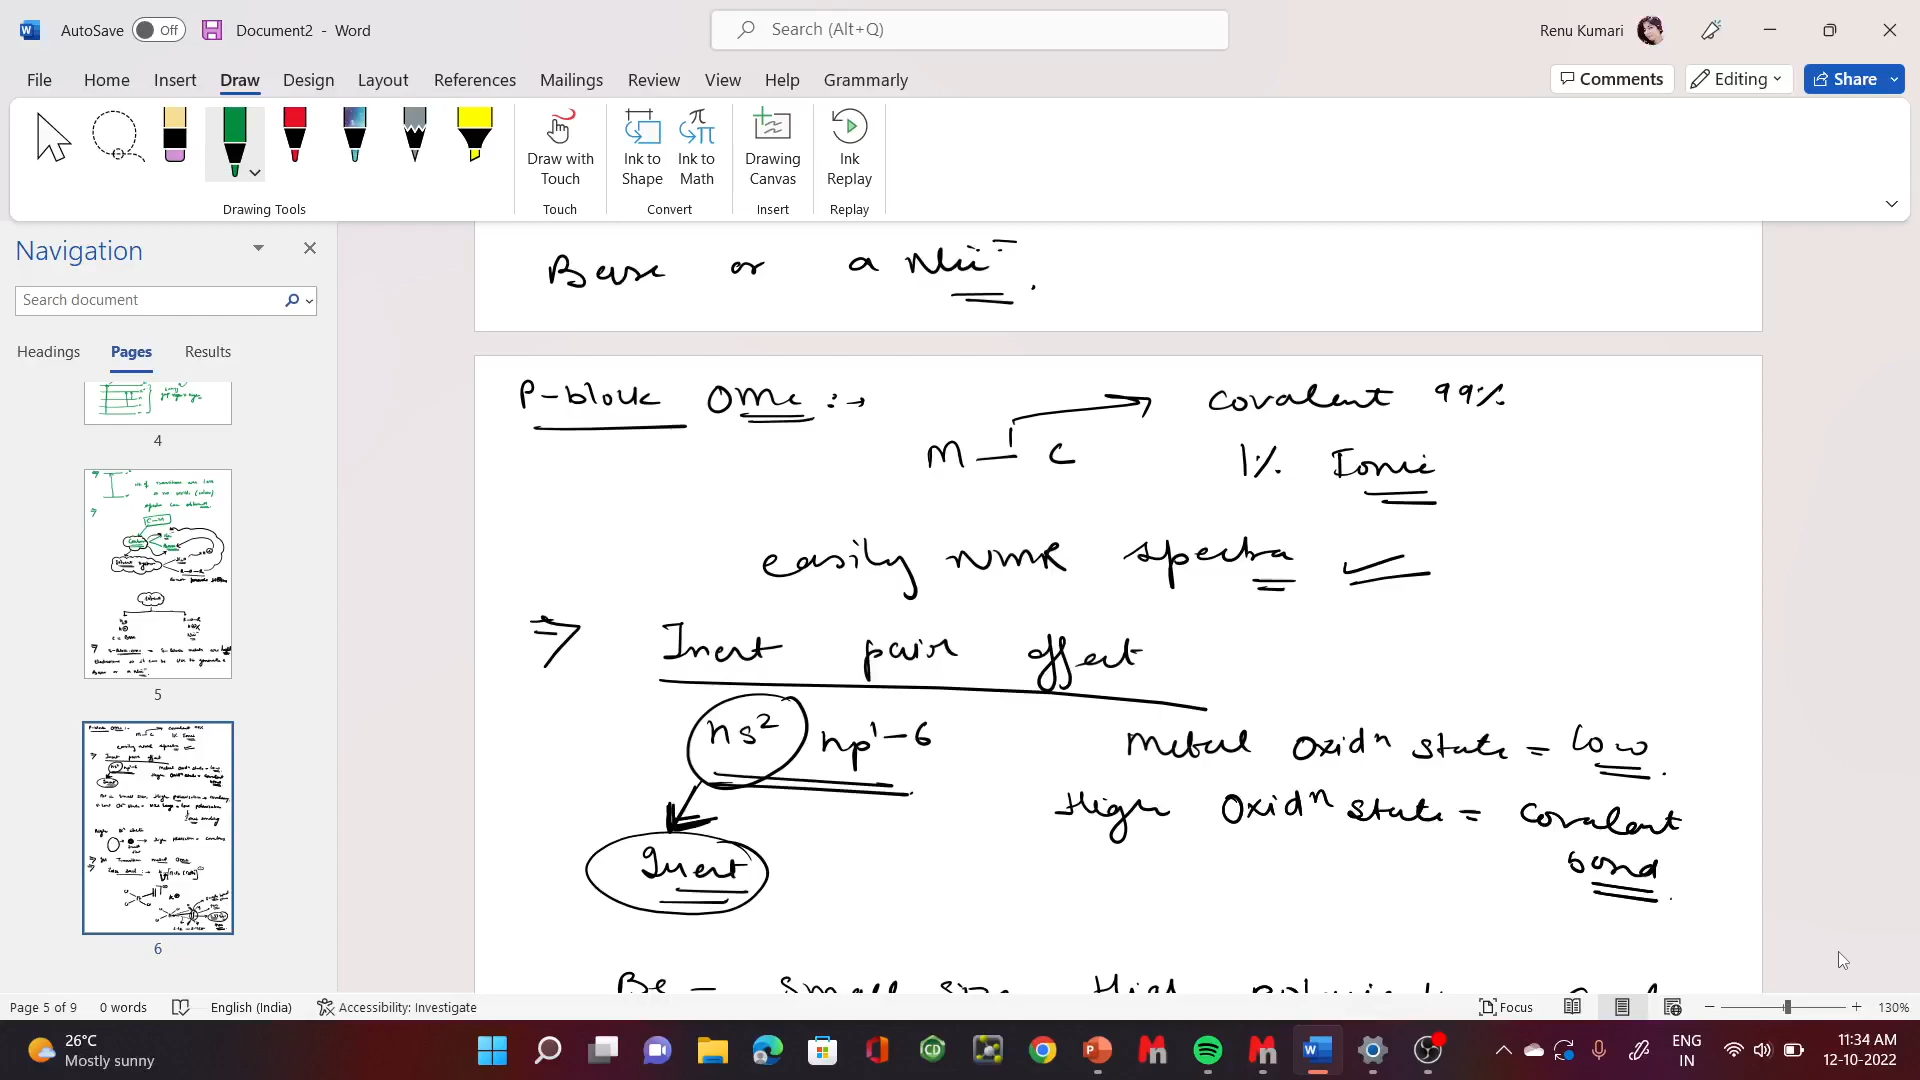 AutoSave Off Document2 - Word Search (Alt+Q) Renu Kumari
File Home Insert Draw Design Layout References Mailings Review View Help Grammarly Comments Editing Share
Draw with Touch
Ink to Shape
Ink to Math
Drawing Canvas
Ink Replay
Drawing Tools Touch Convert Insert Replay
Navigation
Search document
Headings Pages Results
4
5
6
Base or a Nu⁻.
P-block OMC :→ covalent 99%
M — C 1% Ionic
easily NMR spectra ✓
⇒ Inert pair effect
ns² np¹⁻⁶ Metal Oxidⁿ state = Low.
High Oxidⁿ state = covalent
bond.
Inert
Page 5 of 9 0 words English (India) Accessibility: Investigate Focus 130%
26°C
Mostly sunny
ENG
IN
11:34 AM
12-10-2022